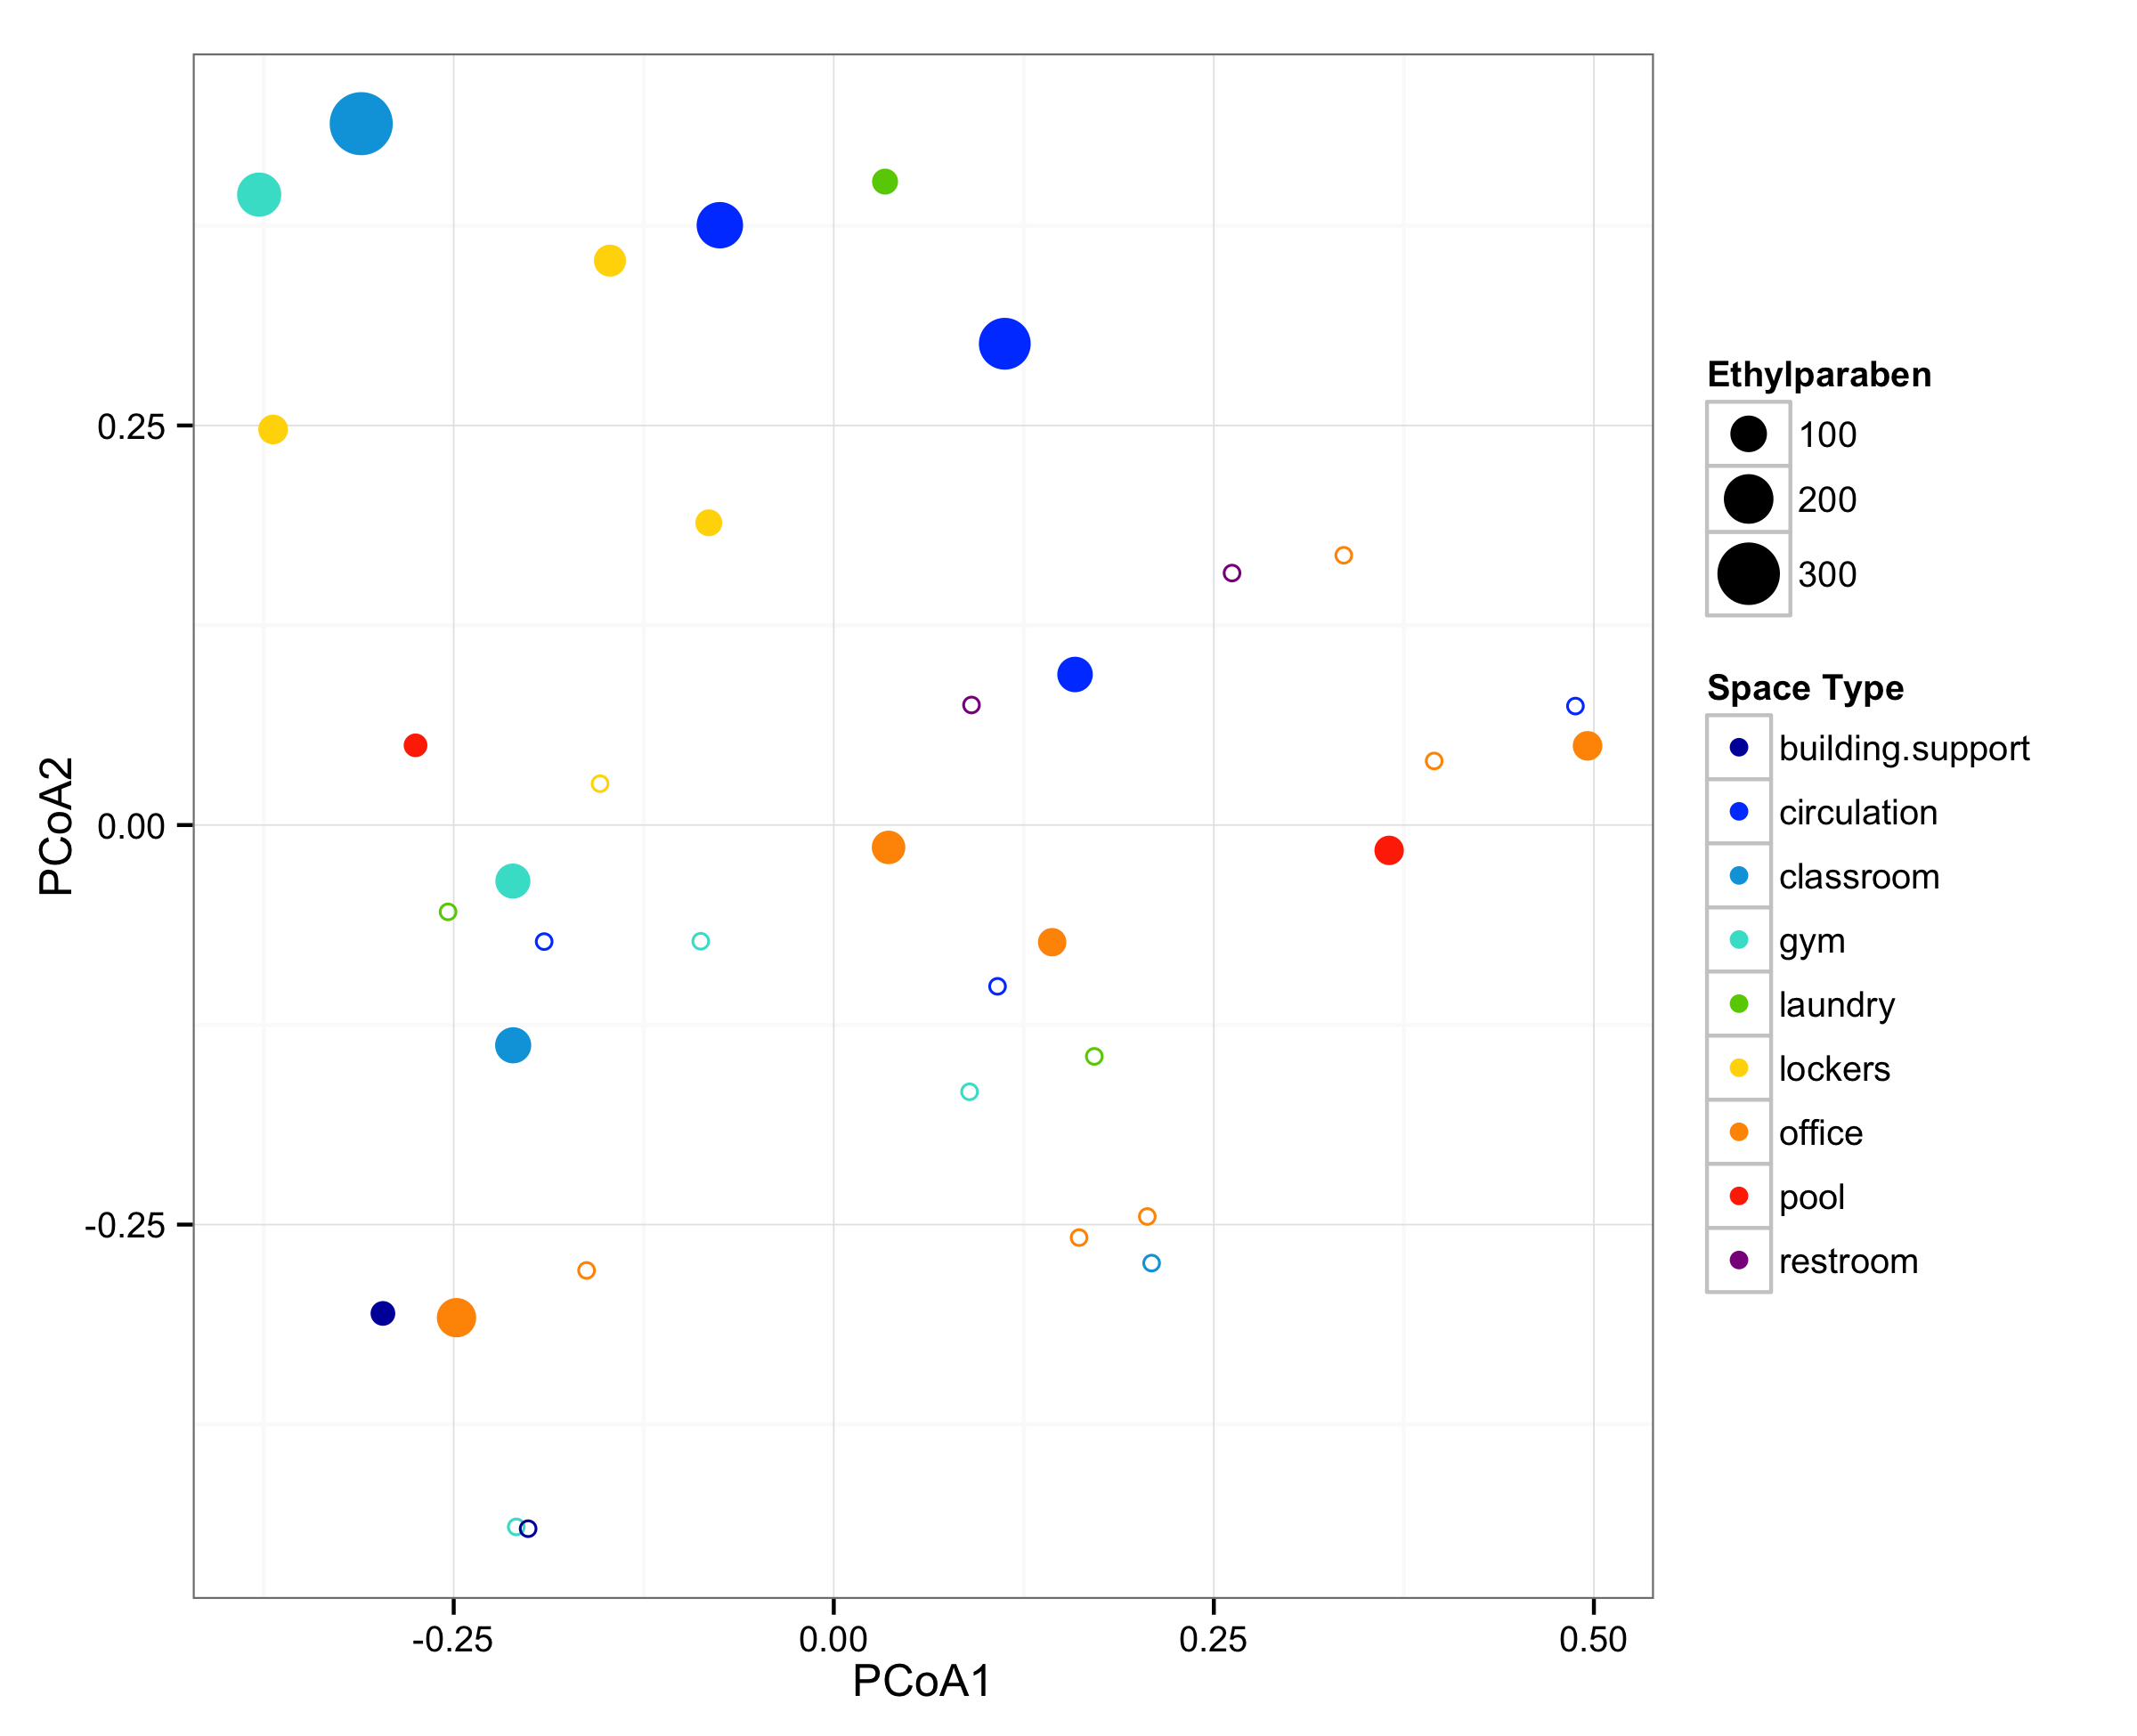 PCoA2
0.25
0.00
-0.25
-0.25
0.00
0.25
0.50
PCoA1
Ethylparaben
100
200
300
Space Type
building.support
circulation
classroom
gym
laundry
lockers
office
pool
restroom